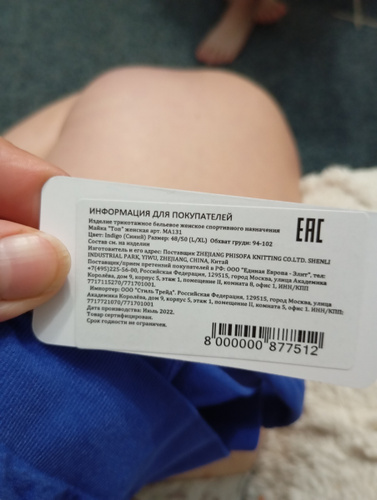 ИНФОРМАЦИЯ ДЛЯ ПОКУПАТЕЛЕЙ
EAC
Изделие трикотажное бельевое женское спортивного назначения
Майка "Топ" женская арт. MA131
Цвет: Indigo (Синий) Размер: 48/50 (L/XL) Обхват груди: 94-102
Состав см. на изделии
Изготовитель и его адрес: Поставщик ZHEJIANG PHISOFA KNITTING CO.LTD. SHENLI
INDUSTRIAL PARK, YIWU, ZHEJIANG, CHINA, Китай
Поставщик/прием претензий покупателей в РФ: ООО "Единая Европа - Элит", тел:
+7(495)225-56-00, Российская Федерация, 129515, город Москва, улица Академика
Королёва, дом 9, корпус 5, этаж 1, помещение II, комната 8, офис 1. ИНН/КПП:
7717115270/771701001.
Импортер: ООО "Стиль Трейд". Российская Федерация, 129515, город Москва, улица
Академика Королёва, дом 9, корпус 5, этаж 1, помещение II, комната 5, офис 1. ИНН/КПП:
7717721070/771701001
Дата производства: Июль 2022.
Товар сертифицирован.
Срок годности не ограничен.
8 000000 877512